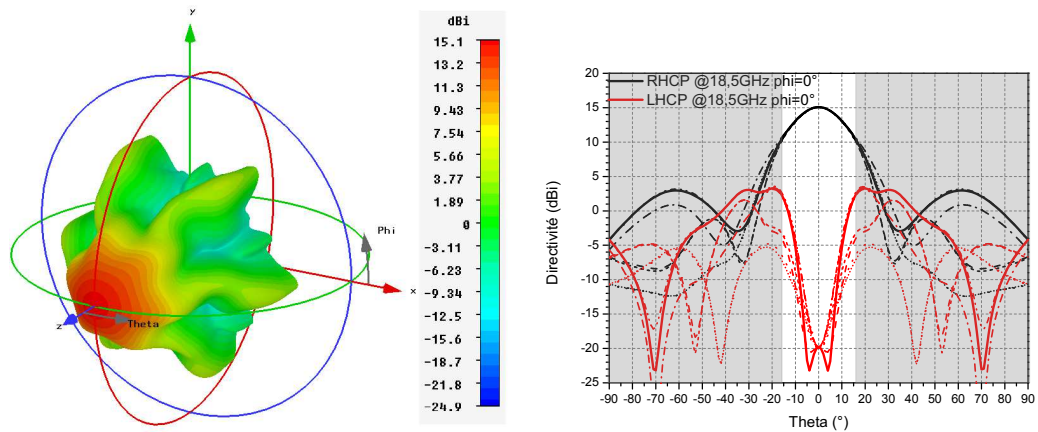 y
Phi
x
z
Theta
dBi
15.1
13.2
11.3
9.43
7.54
5.66
3.77
1.89
0
-3.11
-6.23
-9.34
-12.5
-15.6
-18.7
-21.8
-24.9
RHCP @18,5GHz phi=0°
LHCP @18,5GHz phi=0°
Directivité (dBi)
20
15
10
5
0
-5
-10
-15
-20
-25
-90 -80 -70 -60 -50 -40 -30 -20 -10 0 10 20 30 40 50 60 70 80 90
Theta (°)